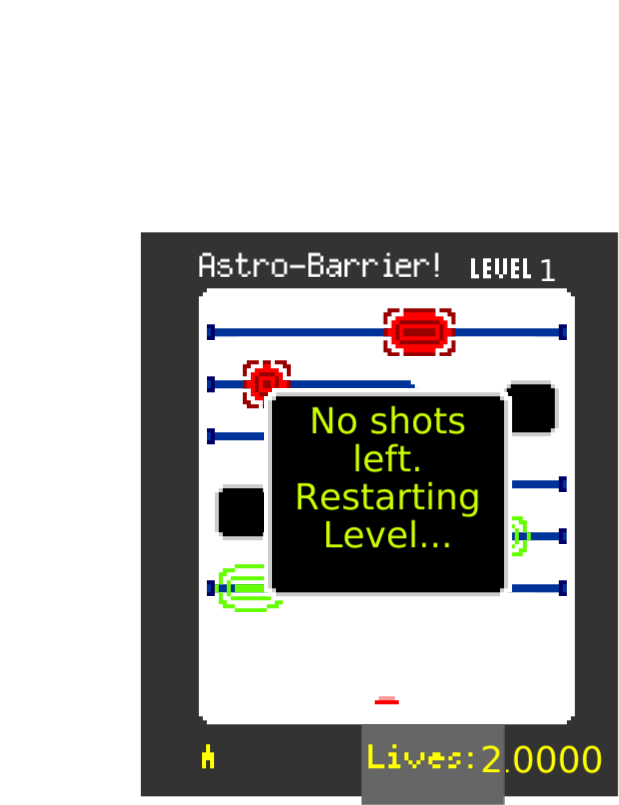 Astro-Barrier! LEVEL 1
No shots
left.
Restarting
Level...
Lives:2.0000